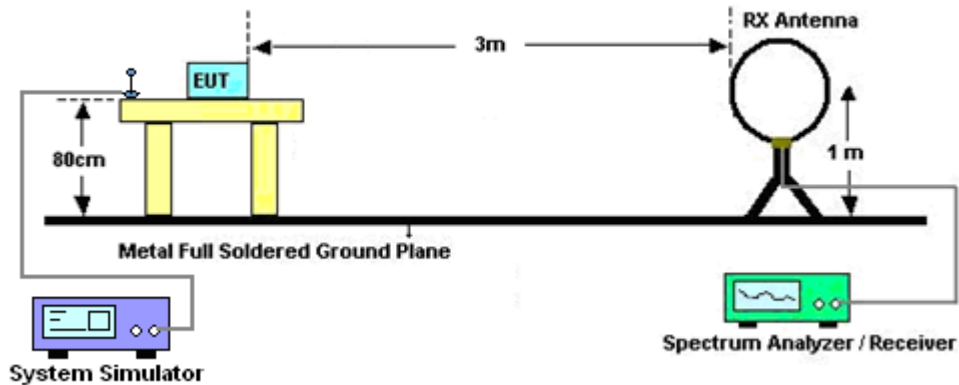 RX Antenna
3m
EUT
80cm
1 m
Metal Full Soldered Ground Plane
System Simulator
Spectrum Analyzer / Receiver